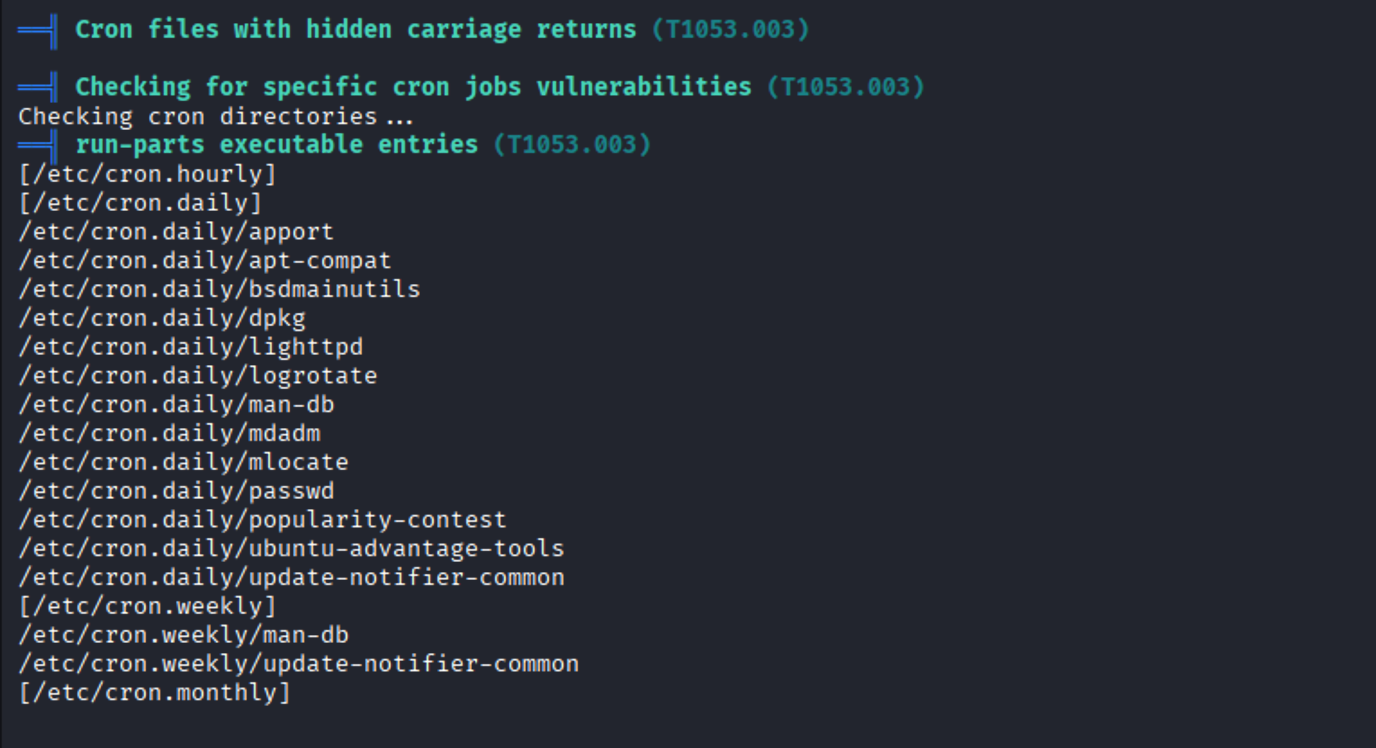 ══╣ Cron files with hidden carriage returns (T1053.003)
══╣ Checking for specific cron jobs vulnerabilities (T1053.003)
Checking cron directories...
══╣ run-parts executable entries (T1053.003)
[/etc/cron.hourly]
[/etc/cron.daily]
/etc/cron.daily/apport
/etc/cron.daily/apt-compat
/etc/cron.daily/bsdmainutils
/etc/cron.daily/dpkg
/etc/cron.daily/lighttpd
/etc/cron.daily/logrotate
/etc/cron.daily/man-db
/etc/cron.daily/mdadm
/etc/cron.daily/mlocate
/etc/cron.daily/passwd
/etc/cron.daily/popularity-contest
/etc/cron.daily/ubuntu-advantage-tools
/etc/cron.daily/update-notifier-common
[/etc/cron.weekly]
/etc/cron.weekly/man-db
/etc/cron.weekly/update-notifier-common
[/etc/cron.monthly]